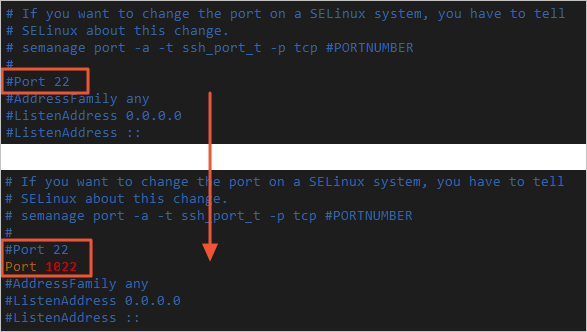 # If you want to change the port on a SELinux system, you have to tell
# SELinux about this change.
# semanage port -a -t ssh_port_t -p tcp #PORTNUMBER
#
#Port 22
#AddressFamily any
#ListenAddress 0.0.0.0
#ListenAddress ::
# If you want to change the port on a SELinux system, you have to tell
# SELinux about this change.
# semanage port -a -t ssh_port_t -p tcp #PORTNUMBER
#
#Port 22
Port 1022
#AddressFamily any
#ListenAddress 0.0.0.0
#ListenAddress ::